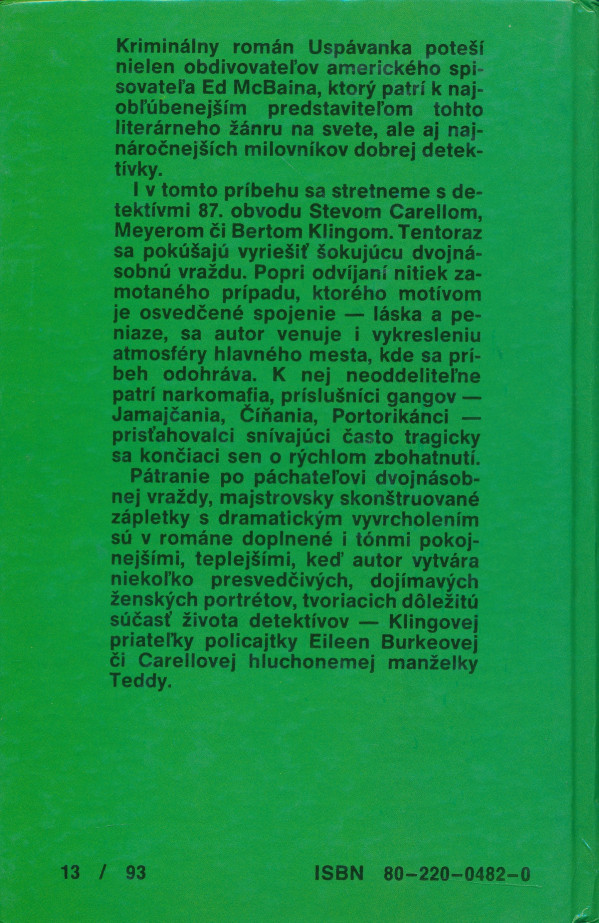 Kriminálny román Uspávanka poteší
nielen obdivovateľov amerického spi-
sovateľa Ed McBaina, ktorý patrí k naj-
obľúbenejším predstaviteľom tohto
literárneho žánru na svete, ale aj naj-
náročnejších milovníkov dobrej detek-
tívky.
I v tomto príbehu sa stretneme s de-
tektívmi 87. obvodu Stevom Carellom,
Meyerom či Bertom Klingom. Tentoraz
sa pokúšajú vyriešiť šokujúcu dvojná-
sobnú vraždu. Popri odvíjaní nitiek za-
motaného prípadu, ktorého motívom
je osvedčené spojenie — láska a pe-
niaze, sa autor venuje i vykresleniu
atmosféry hlavného mesta, kde sa prí-
beh odohráva. K nej neoddeliteľne
patrí narkomafia, príslušníci gangov —
Jamajčania, Číňania, Portorikánci —
prisťahovalci snívajúci často tragicky
sa končiaci sen o rýchlom zbohatnutí.
Pátranie po páchateľovi dvojnásob-
nej vraždy, majstrovsky skonštruované
zápletky s dramatickým vyvrcholením
sú v románe doplnené i tónmi pokoj-
nejšími, teplejšími, keď autor vytvára
niekoľko presvedčivých, dojímavých
ženských portrétov, tvoriacich dôležitú
súčasť života detektívov — Klingovej
priateľky policajtky Eileen Burkeovej
či Carellovej hluchonemej manželky
Teddy.
13 / 93 ISBN 80-220-0482-0